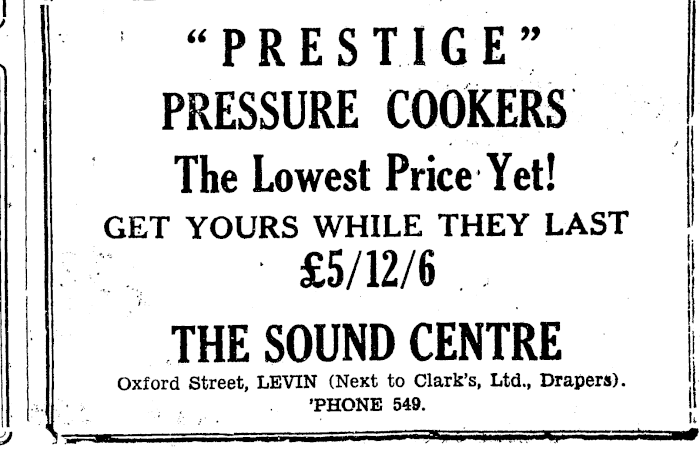 "PRESTIGE"
PRESSURE COOKERS
The Lowest Price Yet!
GET YOURS WHILE THEY LAST
£5/12/6
THE SOUND CENTRE
Oxford Street, LEVIN (Next to Clark's, Ltd., Drapers).
'PHONE 549.